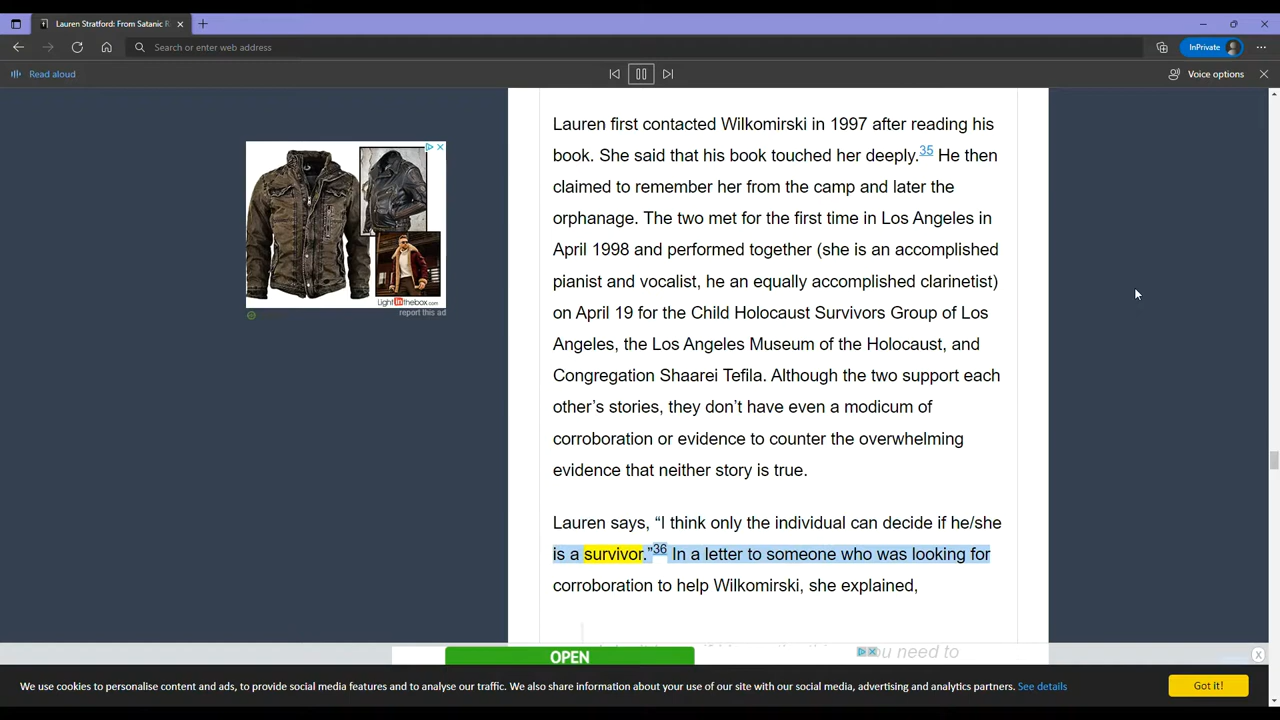 Lauren Stratford: From Satanic R
Search or enter web address
InPrivate
Read aloud
Voice options
Lauren first contacted Wilkomirski in 1997 after reading his
book. She said that his book touched her deeply.35 He then
claimed to remember her from the camp and later the
orphanage. The two met for the first time in Los Angeles in
April 1998 and performed together (she is an accomplished
pianist and vocalist, he an equally accomplished clarinetist)
on April 19 for the Child Holocaust Survivors Group of Los
Angeles, the Los Angeles Museum of the Holocaust, and
Congregation Shaarei Tefila. Although the two support each
other’s stories, they don’t have even a modicum of
corroboration or evidence to counter the overwhelming
evidence that neither story is true.
Lauren says, “I think only the individual can decide if he/she
is a survivor.”36 In a letter to someone who was looking for
corroboration to help Wilkomirski, she explained,
Lightinthebox.com
report this ad
you need to
OPEN
We use cookies to personalise content and ads, to provide social media features and to analyse our traffic. We also share information about your use of our site with our social media, advertising and analytics partners. See details
Got it!